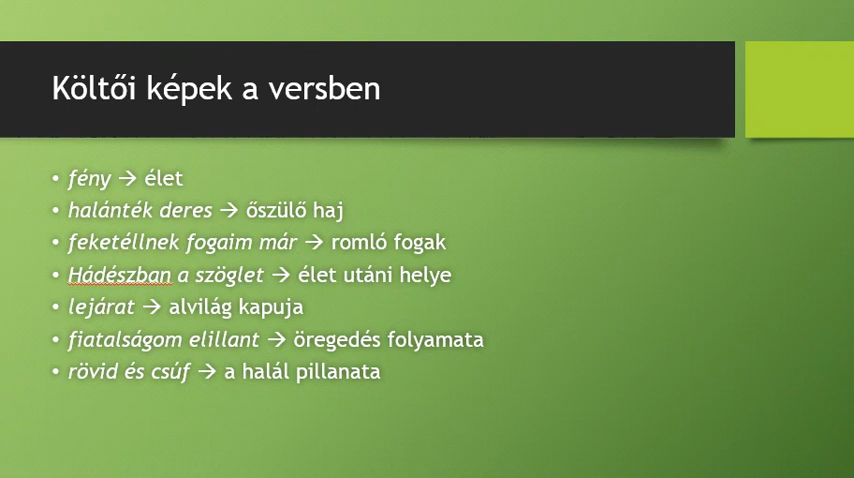 Költői képek a versben
• fény → élet
• halánték deres → őszülő haj
• feketéllnek fogaim már → romló fogak
• Hádészban a szöglet → élet utáni helye
• lejárat → alvilág kapuja
• fiatalságom elillant → öregedés folyamata
• rövid és csúf → a halál pillanata